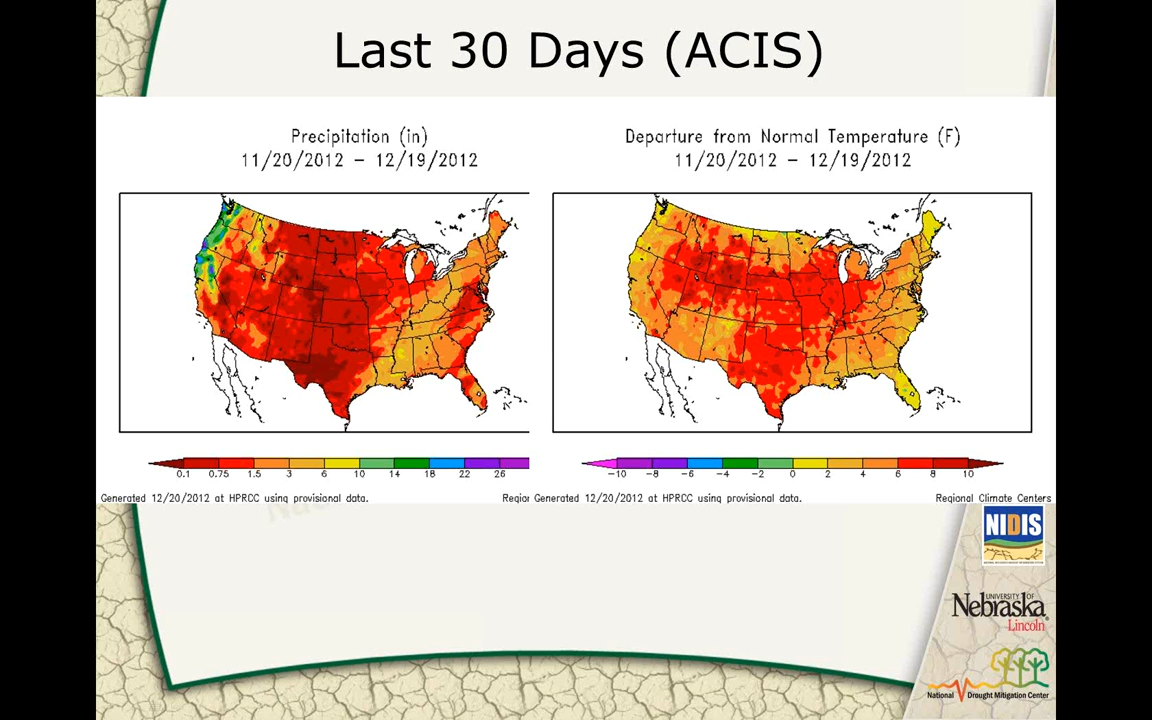 Last 30 Days (ACIS)
Precipitation (in)
11/20/2012 – 12/19/2012
0.1 0.75 1.5 3 6 10 14 18 22 26
Generated 12/20/2012 at HPRCC using provisional data.
Regior
Departure from Normal Temperature (F)
11/20/2012 – 12/19/2012
-10 -8 -6 -4 -2 0 2 4 6 8 10
Generated 12/20/2012 at HPRCC using provisional data.
Regional Climate Centers
NIDIS
UNIVERSITY OF
Nebraska
Lincoln
National Drought Mitigation Center